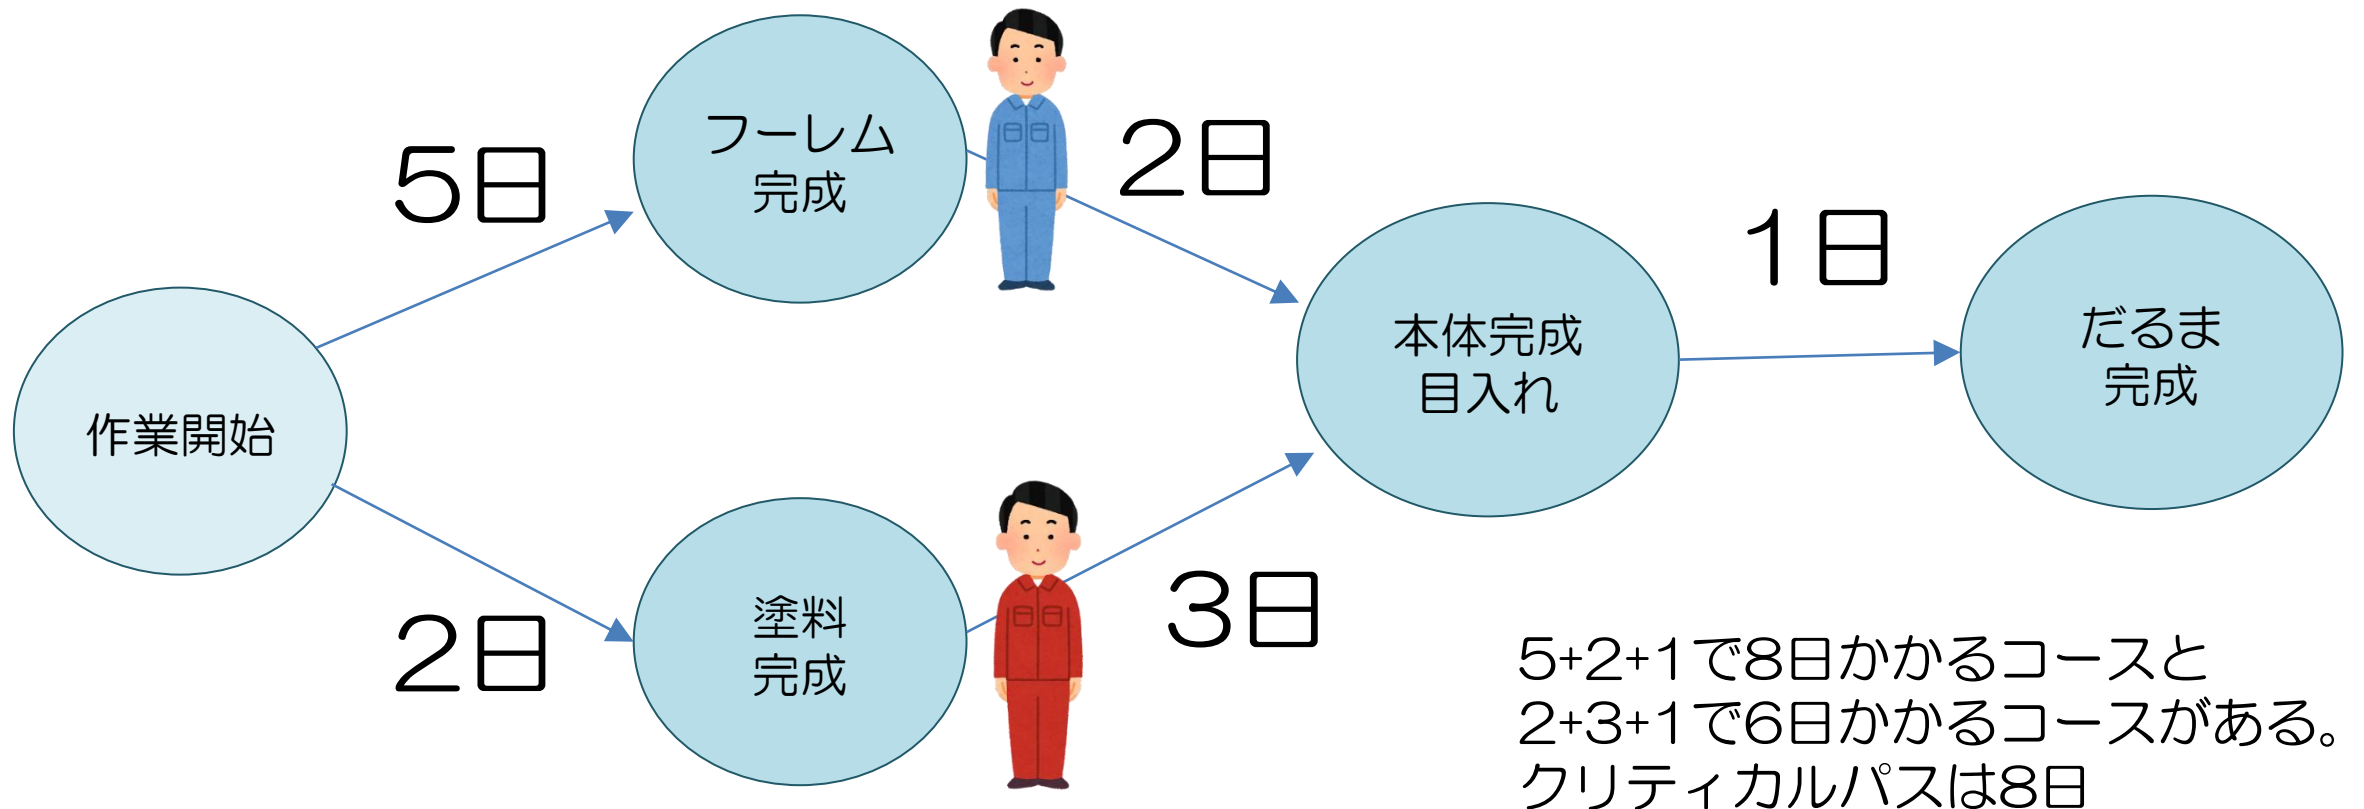 5日
フーレム
完成
2日
1日
作業開始
本体完成
目入れ
だるま
完成
2日
塗料
完成
3日
5+2+1で8日かかるコースと
2+3+1で6日かかるコースがある。
クリティカルパスは8日